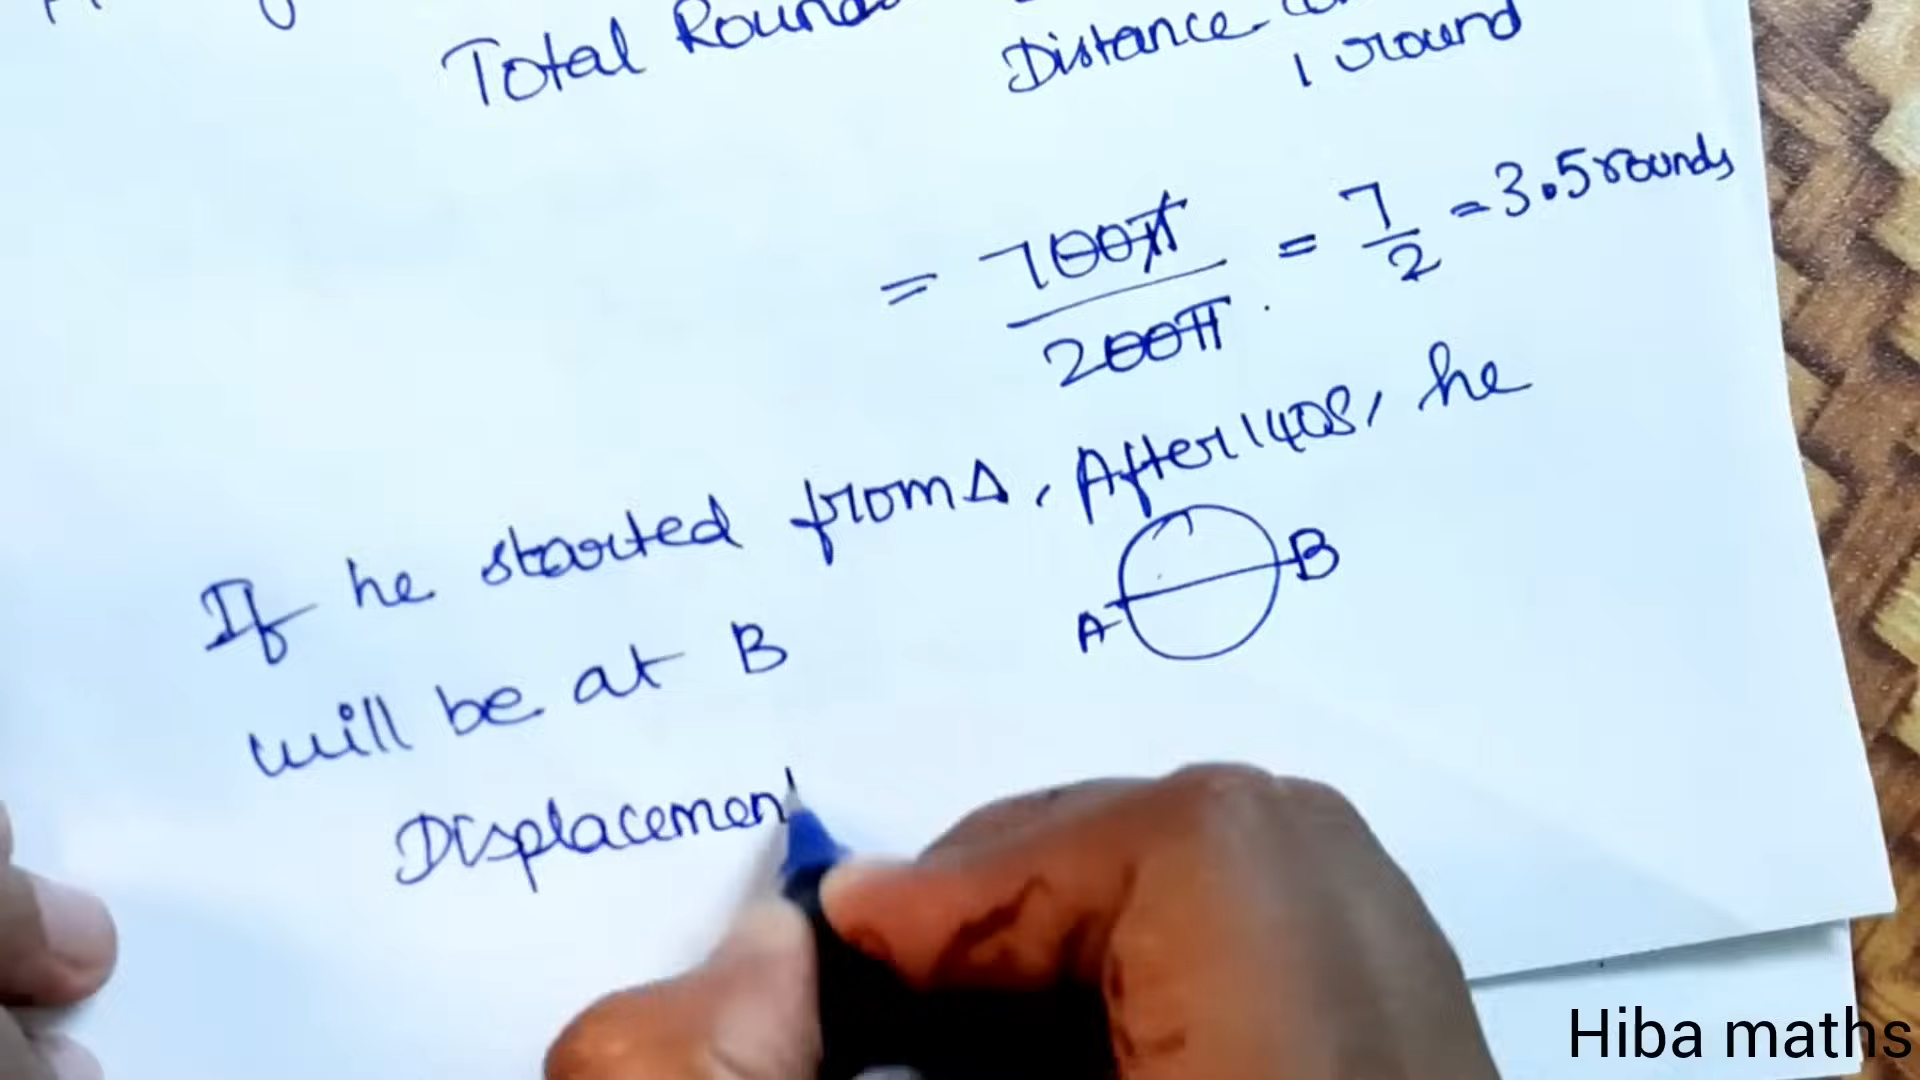 Total Round
Distance
1 round
= 700π / 200π = 7/2 = 3.5 rounds
If he started from A, After 140s, he
will be at B
A B
Displacemen
Hiba maths